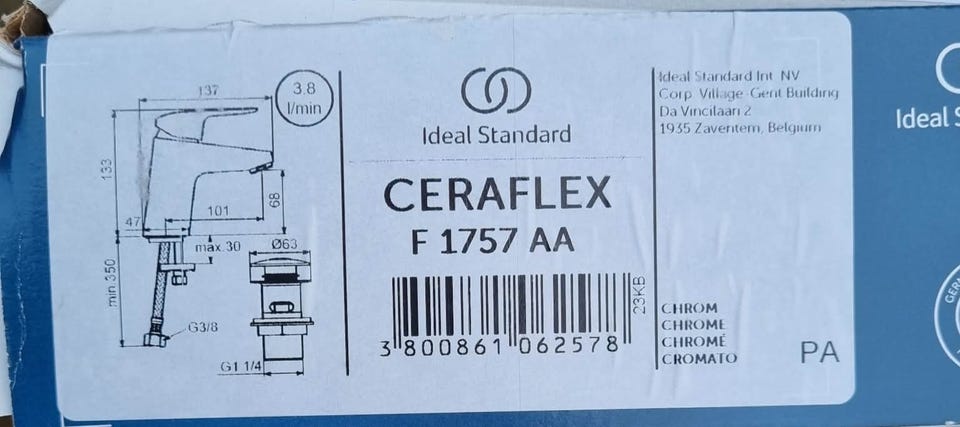 137
3.8
l/min
133
101
68
47
max.30
Ø63
min.350
G3/8
G1 1/4
Ideal Standard
CERAFLEX
F 1757 AA
23KB
3 800861 062578
Ideal Standard Int. NV
Corp. Village-Gent Building
Da Vincilaan 2
1935 Zaventem, Belgium
CHROM
CHROME
CHROMÉ
CROMATO
PA
Ideal